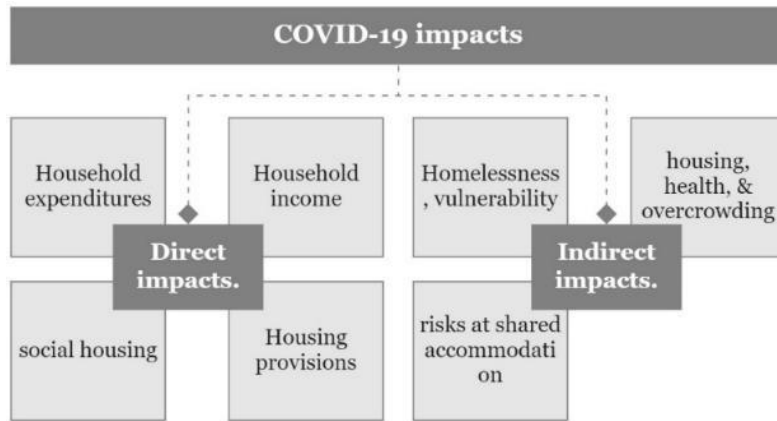 COVID-19 impacts
Household
expenditures
Household
income
Homelessness
, vulnerability
housing,
health, &
overcrowding
Direct
impacts.
Indirect
impacts.
social housing
Housing
provisions
risks at shared
accommodati
on